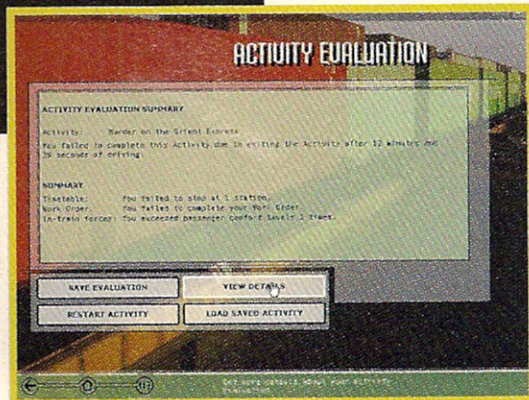 ACTIVITY EVALUATION
ACTIVITY EVALUATION SUMMARY
Activity: Murder on the Orient Express
You failed to complete this Activity due to exiting the Activity after 12 minutes and
39 seconds of driving.
SUMMARY
Timetable: You failed to stop at 1 station.
Work Order: You failed to complete your Work Order.
In-train forces: You exceeded passenger comfort levels times.
SAVE EVALUATION
VIEW DETAILS
RESTART ACTIVITY
LOAD SAVED ACTIVITY
Get more details about your Activity
Evaluation